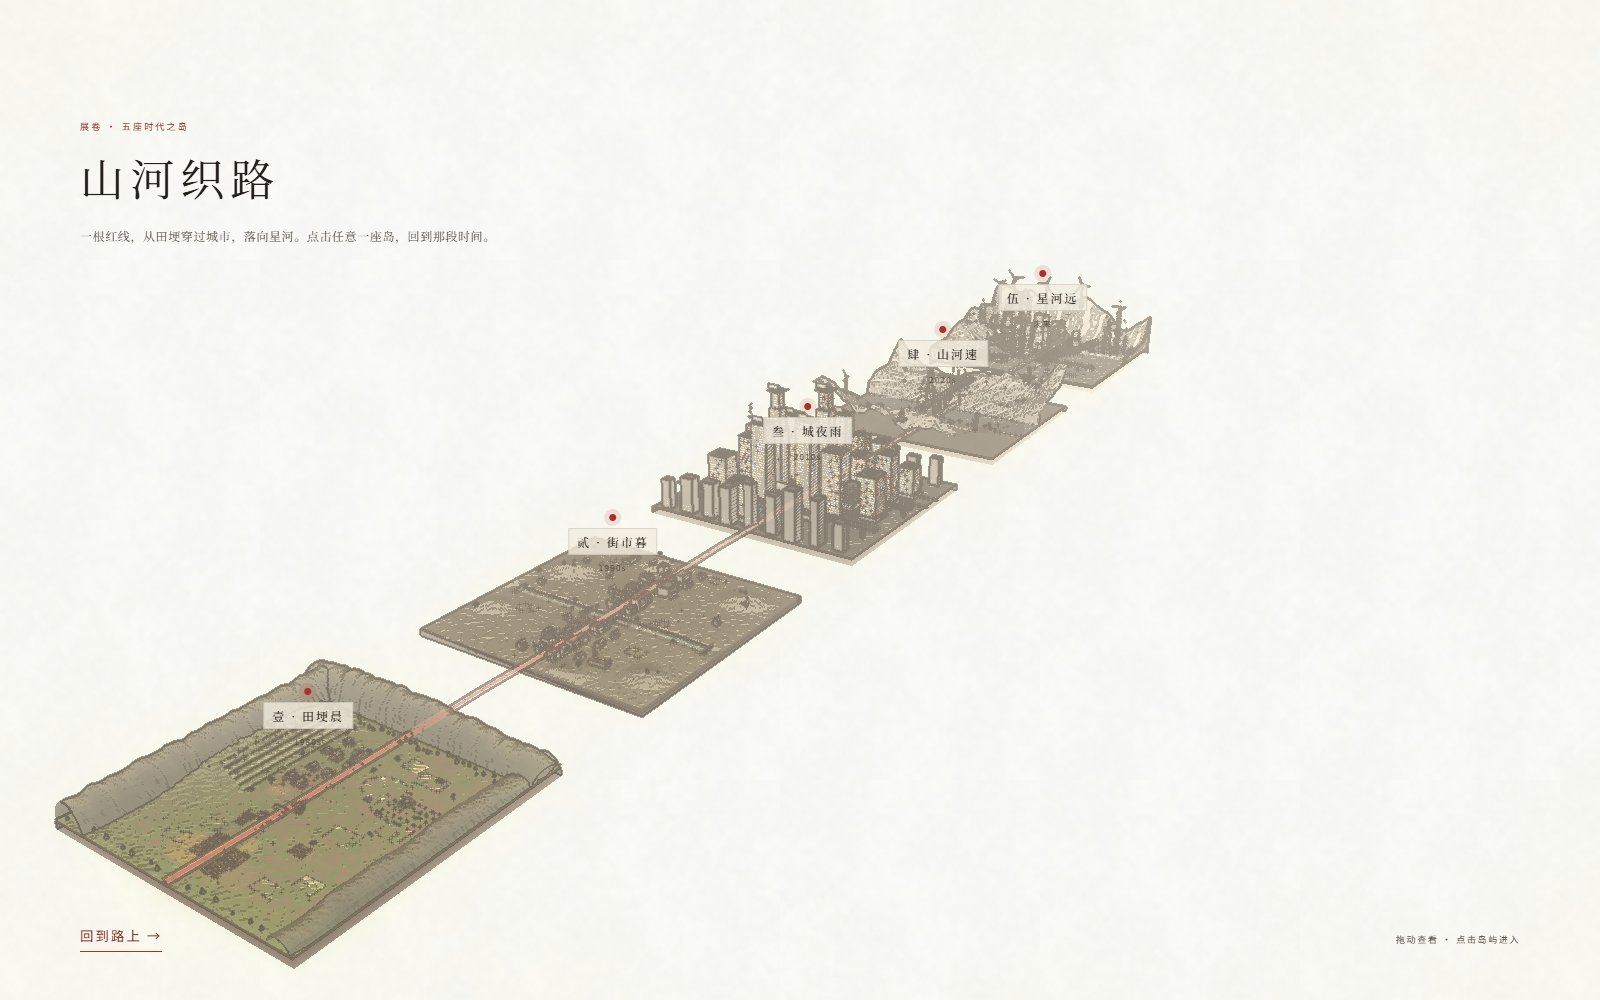 展卷 · 五座时代之岛
山河织路
一根红线，从田埂穿过城市，落向星河。点击任意一座岛，回到那段时间。
伍 · 星河远
肆 · 山河速
2020s
叁 · 城夜雨
2010s
贰 · 街市暮
1990s
壹 · 田埂晨
回到路上 →
拖动查看 · 点击岛屿进入